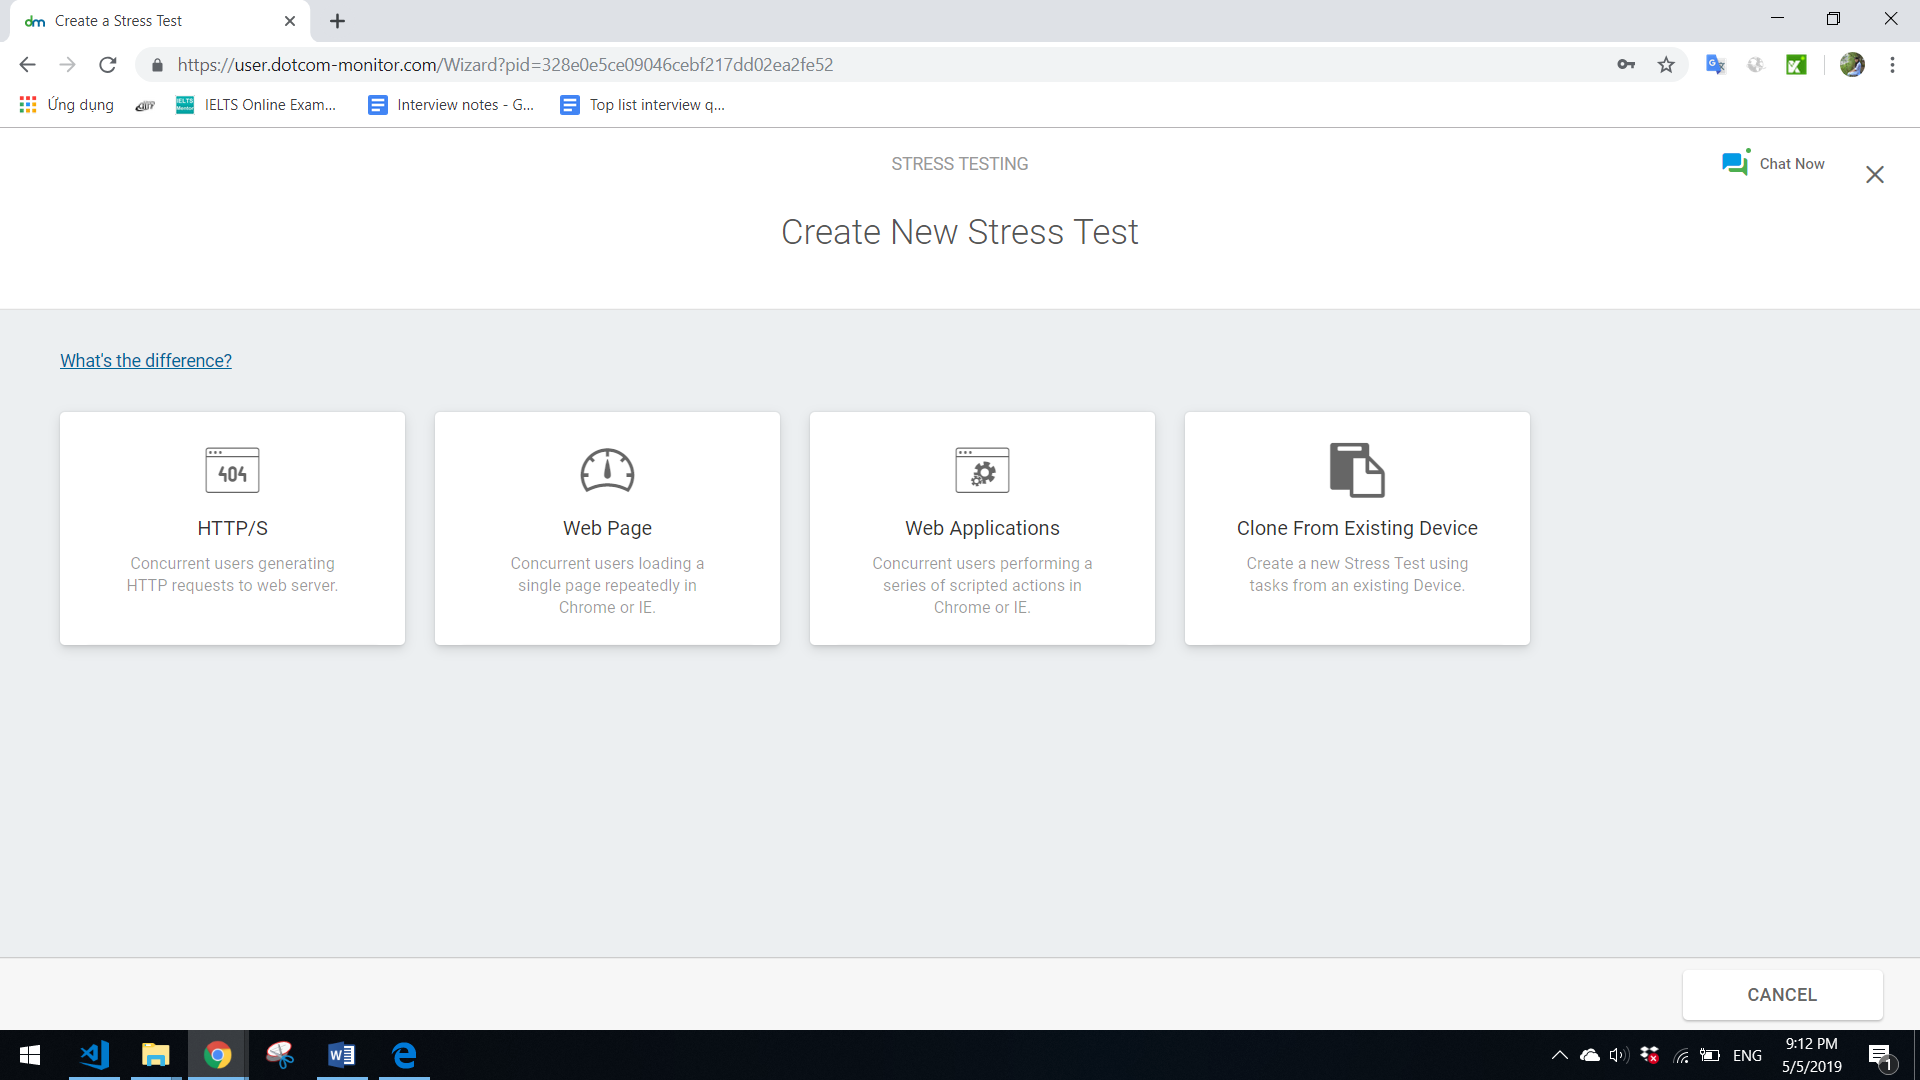 dm Create a Stress Test
https://user.dotcom-monitor.com/Wizard?pid=328e0e5ce09046cebf217dd02ea2fe52
Ứng dụng
IELTS Online Exam...
Interview notes - G...
Top list interview q...
STRESS TESTING
Chat Now
Create New Stress Test
What's the difference?
404
HTTP/S
Concurrent users generating
HTTP requests to web server.
Web Page
Concurrent users loading a
single page repeatedly in
Chrome or IE.
Web Applications
Concurrent users performing a
series of scripted actions in
Chrome or IE.
Clone From Existing Device
Create a new Stress Test using
tasks from an existing Device.
CANCEL
ENG
9:12 PM
5/5/2019
1